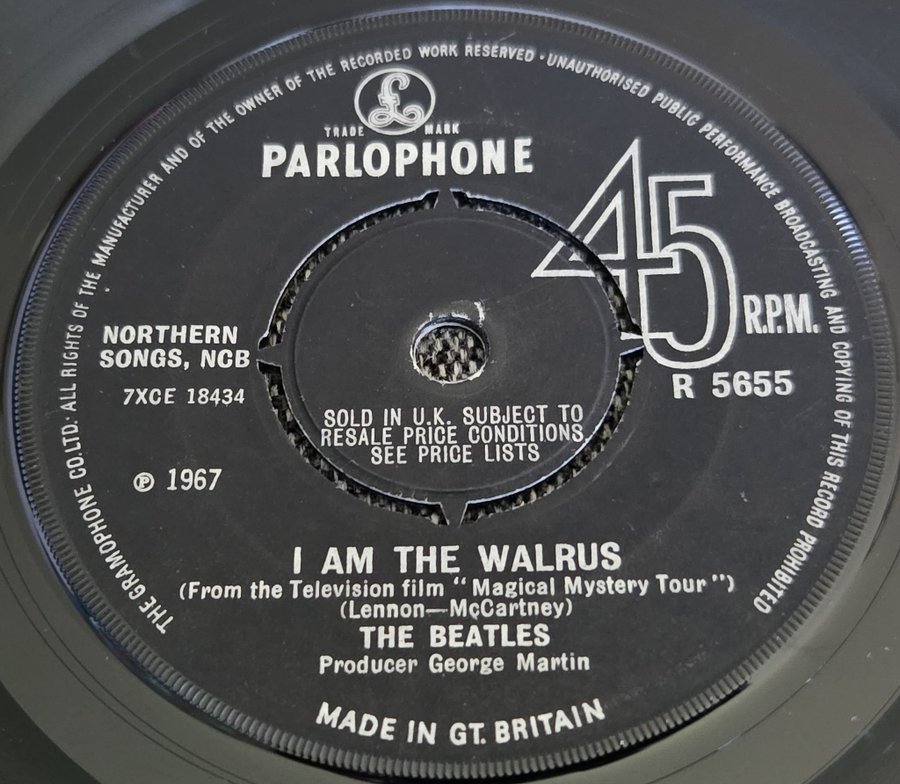 THE GRAMOPHONE CO.LTD. ALL RIGHTS OF THE MANUFACTURER AND OF THE OWNER OF THE RECORDED WORK RESERVED · UNAUTHORISED PUBLIC PERFORMANCE BROADCASTING AND COPYING OF THIS RECORD PROHIBITED
£
TRADE MARK
PARLOPHONE
45
R.P.M.
R 5655
NORTHERN
SONGS, NCB
7XCE 18434
℗ 1967
SOLD IN U.K. SUBJECT TO
RESALE PRICE CONDITIONS,
SEE PRICE LISTS
I AM THE WALRUS
(From the Television film "Magical Mystery Tour")
(Lennon—McCartney)
THE BEATLES
Producer George Martin
MADE IN GT. BRITAIN